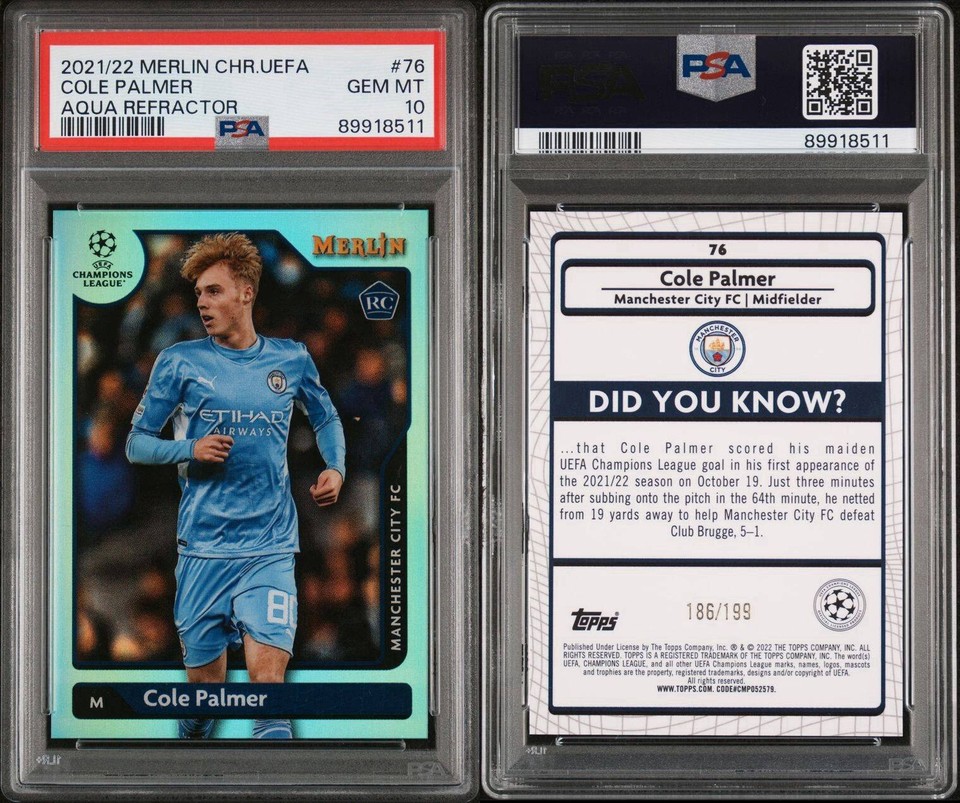 2021/22 MERLIN CHR.UEFA #76
COLE PALMER GEM MT
AQUA REFRACTOR 10
PSA 89918511
UEFA
CHAMPIONS
LEAGUE
MERLIN
RC
ETIHAD
AIRWAYS
80
MANCHESTER CITY FC
M Cole Palmer
PSA
PSA
89918511
76
Cole Palmer
Manchester City FC | Midfielder
MANCHESTER
CITY
DID YOU KNOW?
...that Cole Palmer scored his maiden
UEFA Champions League goal in his first appearance of
the 2021/22 season on October 19. Just three minutes
after subbing onto the pitch in the 64th minute, he netted
from 19 yards away to help Manchester City FC defeat
Club Brugge, 5–1.
Topps® 186/199
Published Under License by The Topps Company, Inc. ® & © 2022 THE TOPPS COMPANY, INC. ALL
RIGHTS RESERVED. TOPPS IS A REGISTERED TRADEMARK OF THE TOPPS COMPANY, INC. The word(s)
UEFA, CHAMPIONS LEAGUE, and all other UEFA Champions League marks, names, logos, mascots
and trophies are the property, registered trademarks, designs and/or copyright of UEFA.
All rights reserved.
WWW.TOPPS.COM. CODE#CMP052579.
PSA